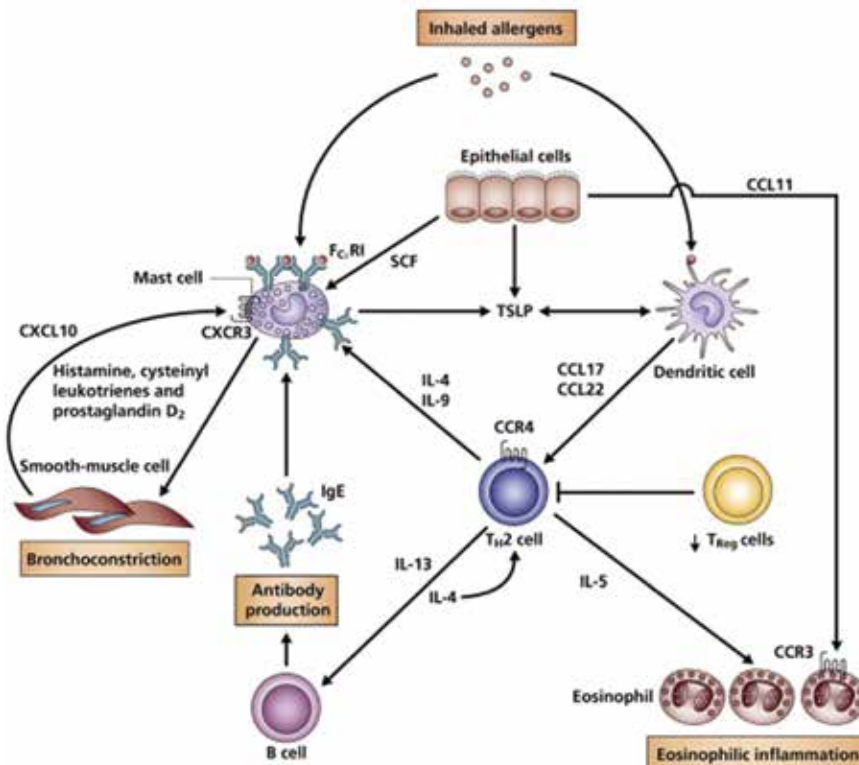 Inhaled allergens
Epithelial cells
CCL11
FCεRI
SCF
Mast cell
CXCR3
TSLP
CXCL10
Histamine, cysteinyl
leukotrienes and
prostaglandin D2
CCL17
CCL22
Dendritic cell
IL-4
IL-9
CCR4
Smooth-muscle cell
IgE
TH2 cell
↓ TReg cells
Bronchoconstriction
IL-13
IL-4
IL-5
Antibody
production
CCR3
Eosinophil
B cell
Eosinophilic inflammation